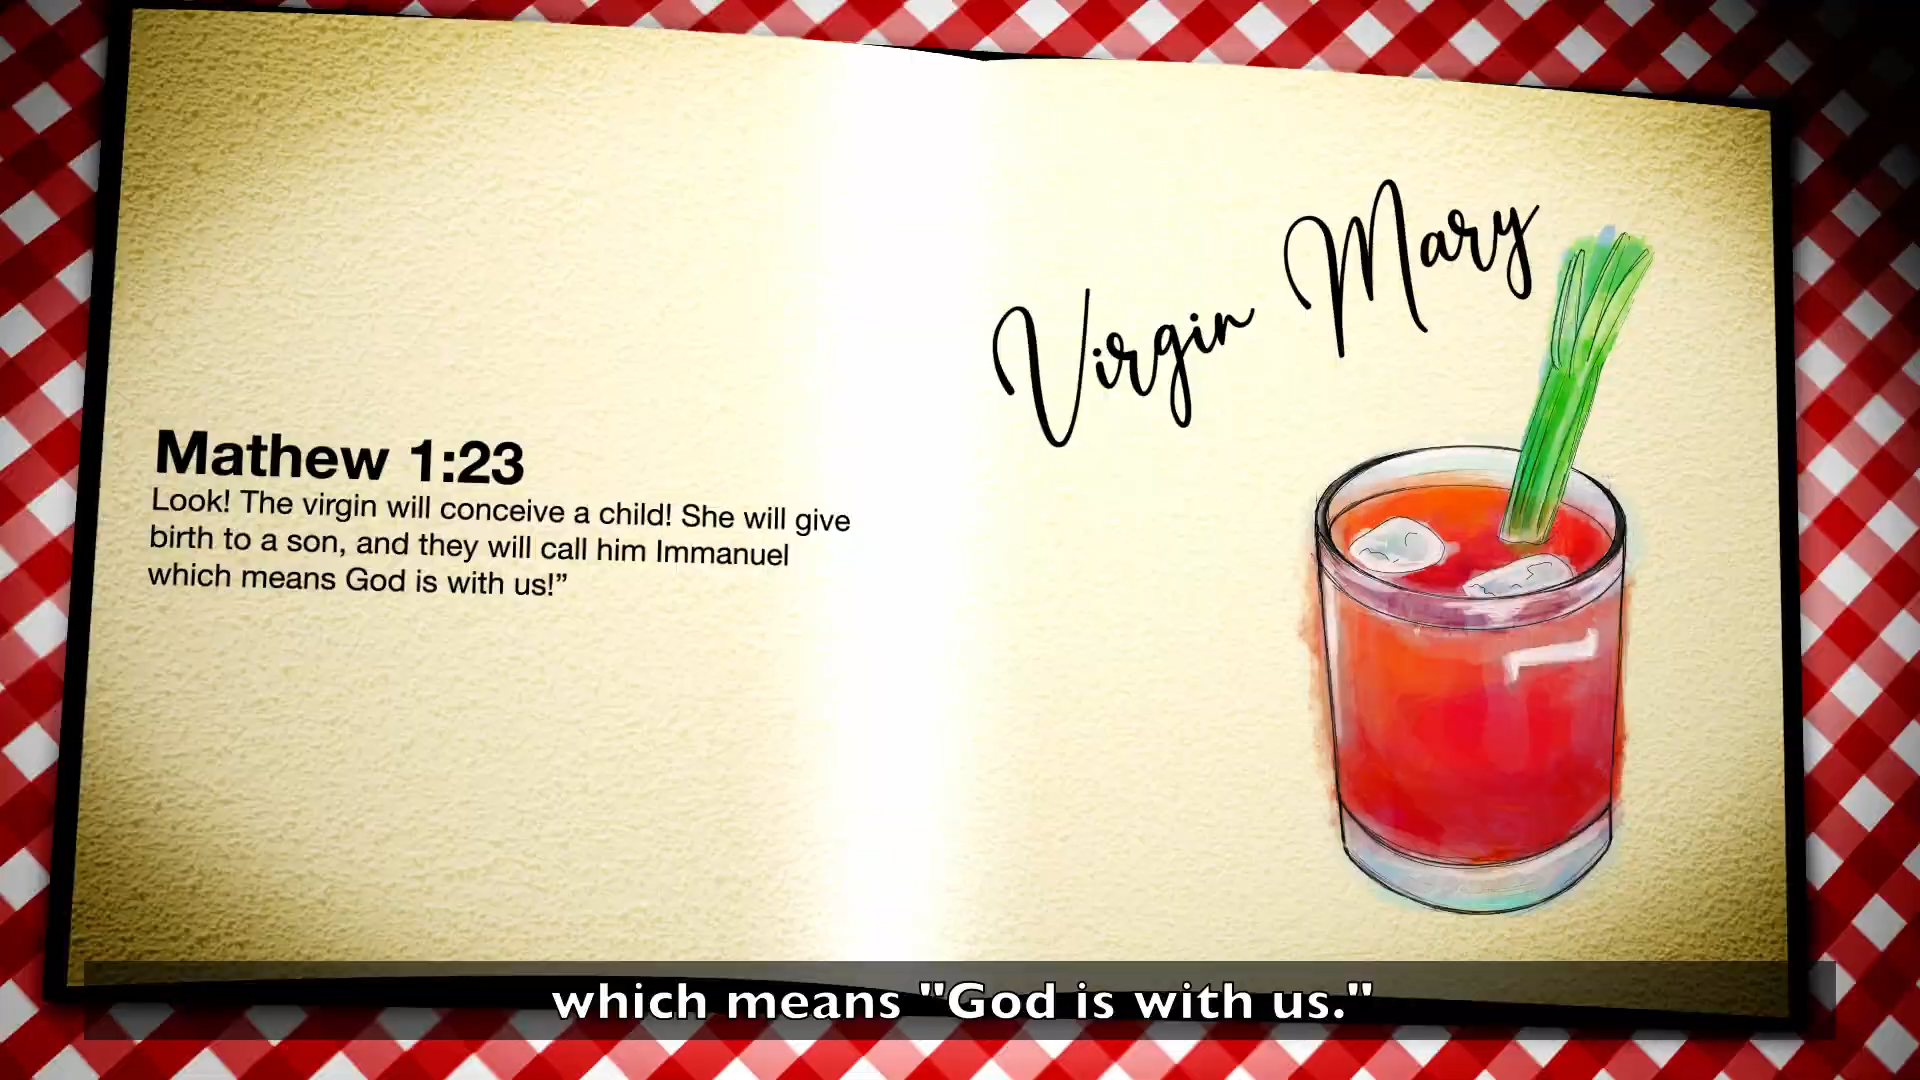 Mathew 1:23
Look! The virgin will conceive a child! She will give
birth to a son, and they will call him Immanuel
which means God is with us!”
Virgin Mary
which means "God is with us."